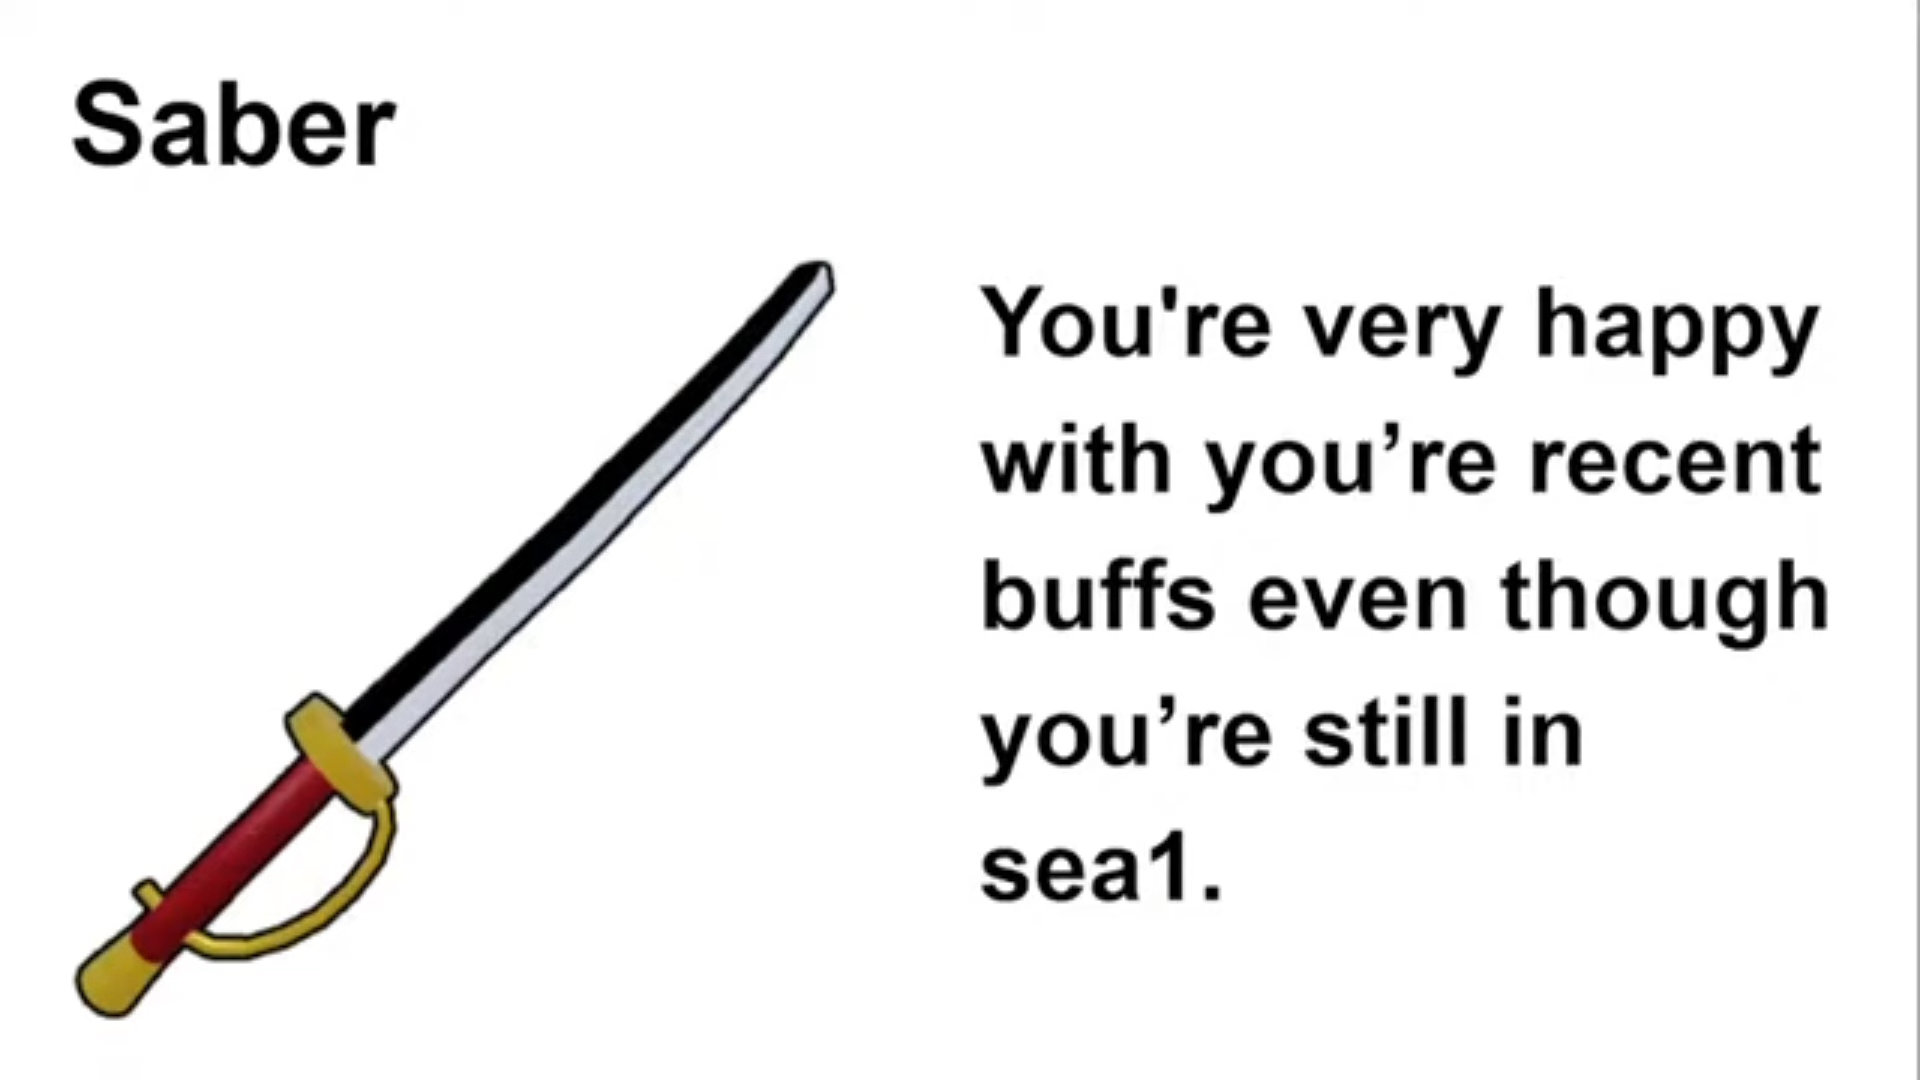 Saber
You're very happy
with you’re recent
buffs even though
you’re still in
sea1.